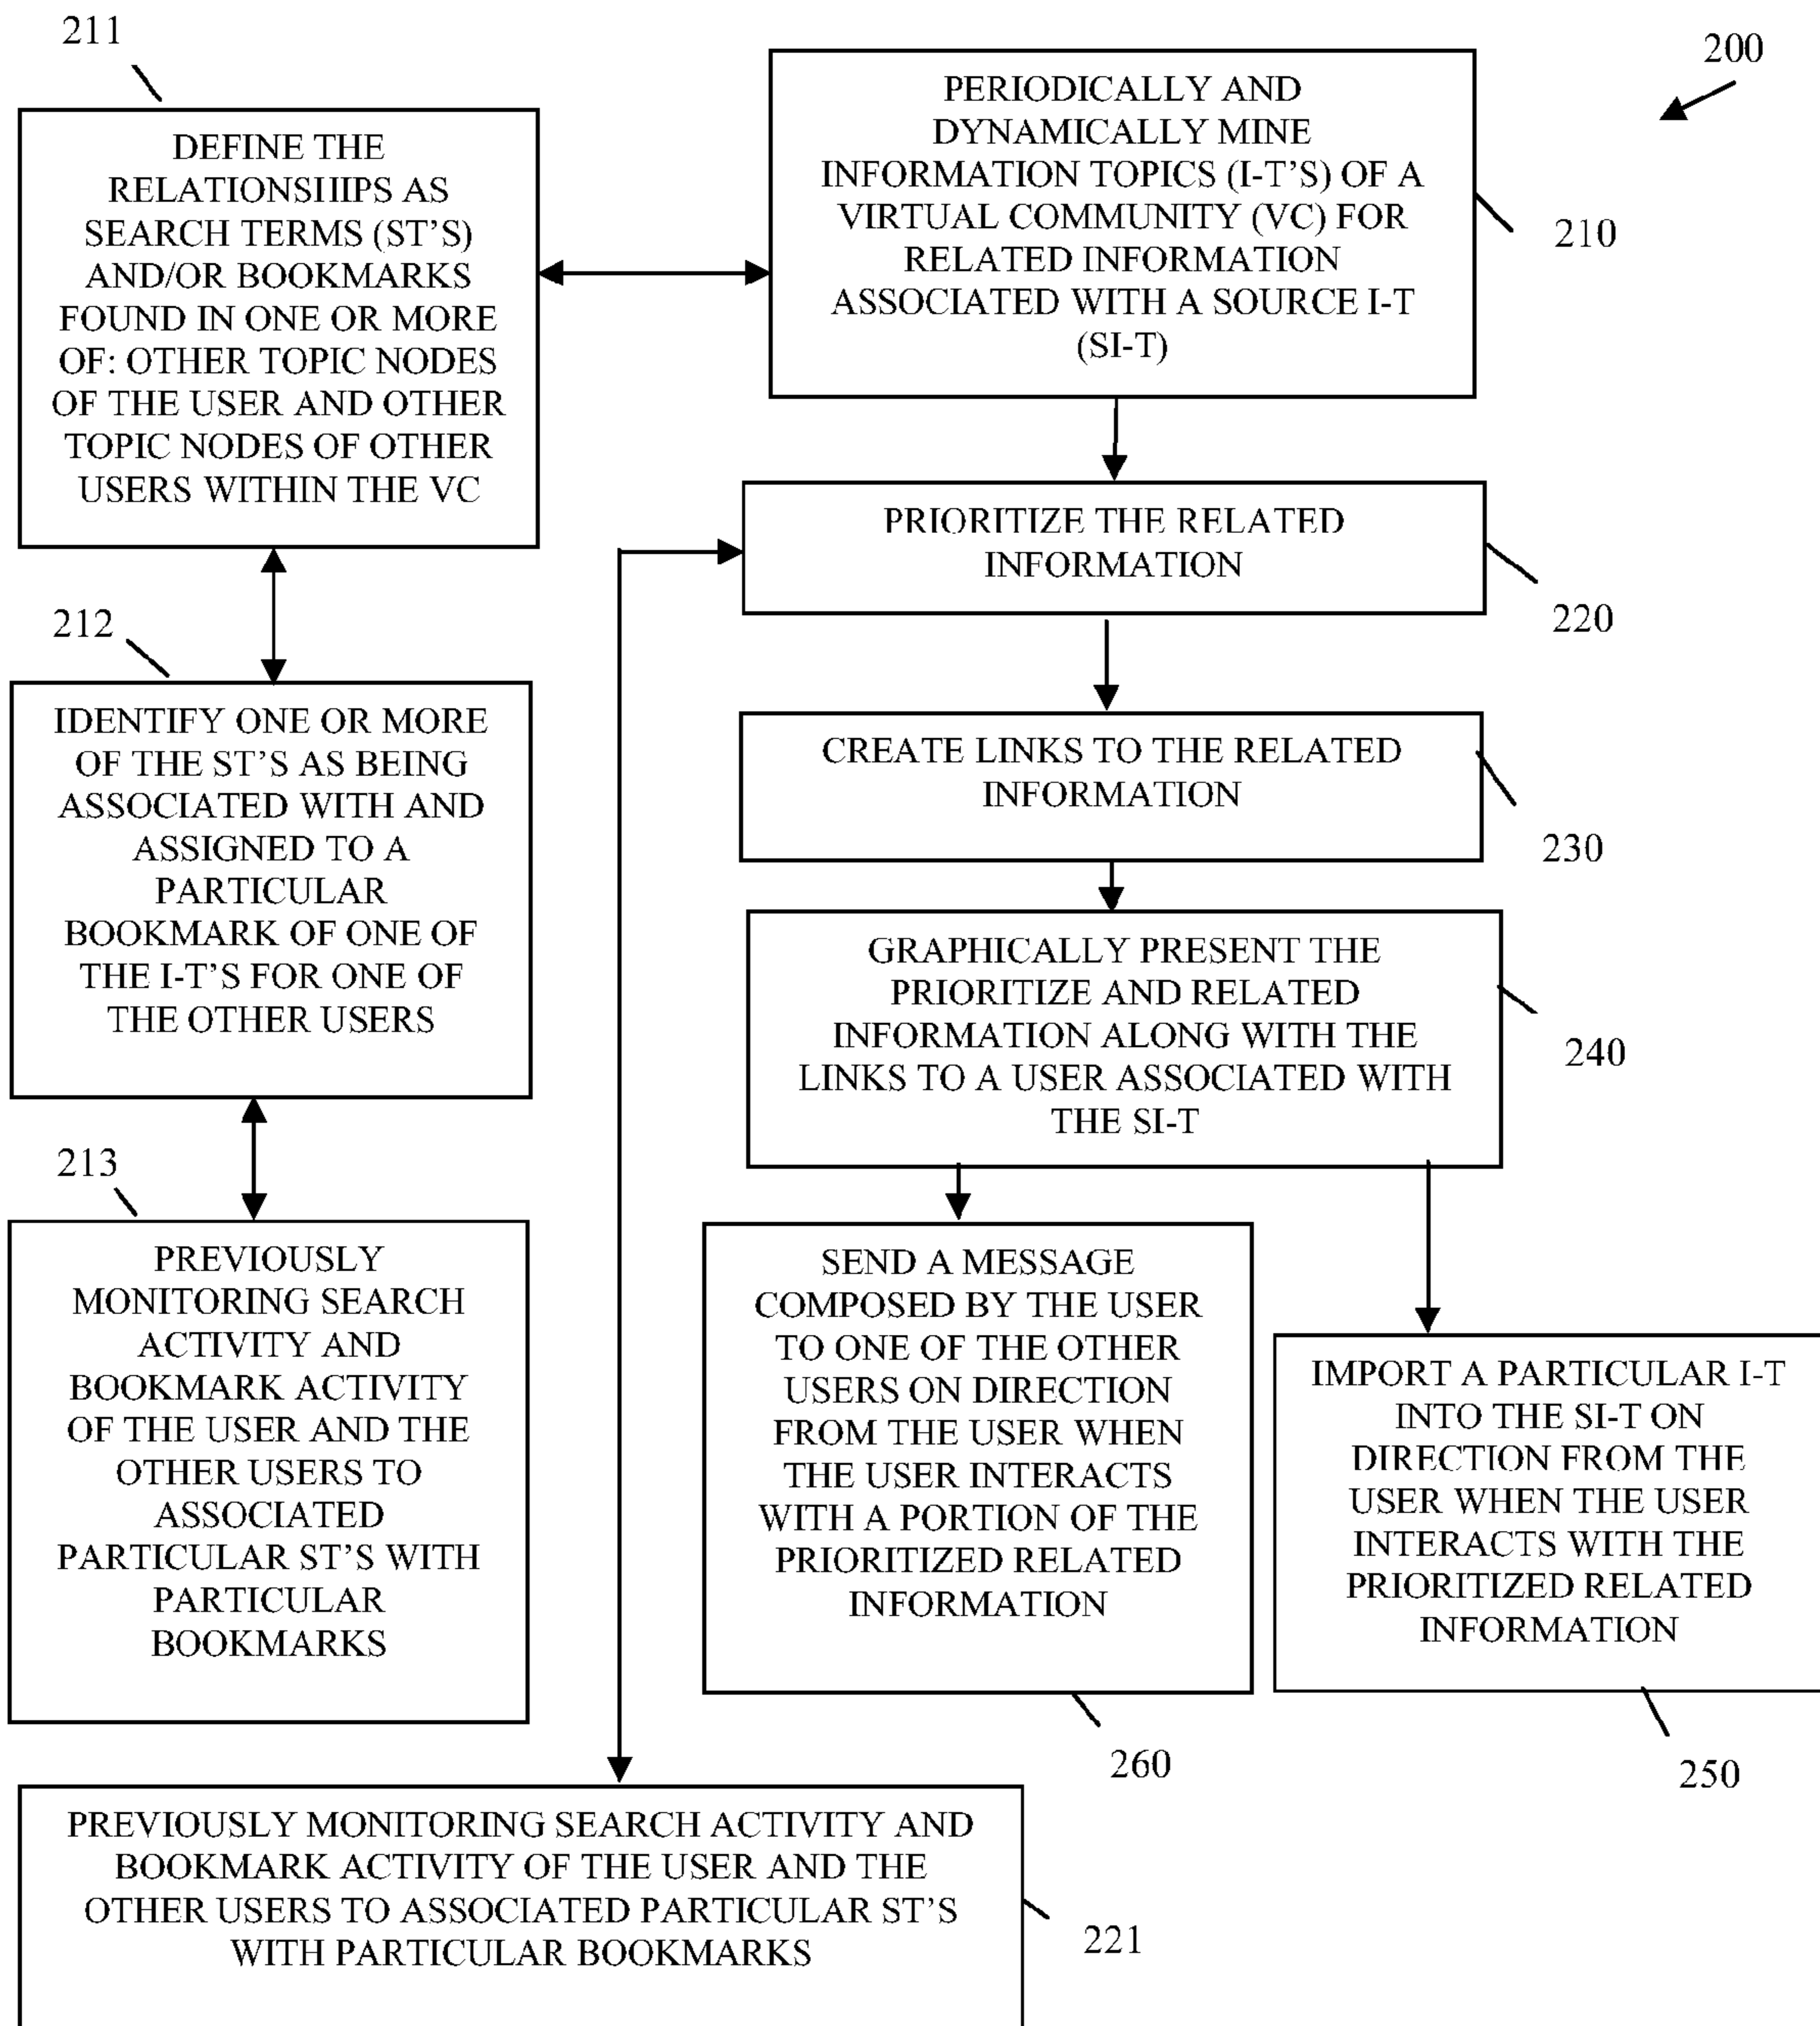 211
200
DEFINE THE
RELATIONSHIPS AS
SEARCH TERMS (ST'S)
AND/OR BOOKMARKS
FOUND IN ONE OR MORE
OF: OTHER TOPIC NODES
OF THE USER AND OTHER
TOPIC NODES OF OTHER
USERS WITHIN THE VC
PERIODICALLY AND
DYNAMICALLY MINE
INFORMATION TOPICS (I-T'S) OF A
VIRTUAL COMMUNITY (VC) FOR
RELATED INFORMATION
ASSOCIATED WITH A SOURCE I-T
(SI-T)
210
PRIORITIZE THE RELATED
INFORMATION
220
212
IDENTIFY ONE OR MORE
OF THE ST'S AS BEING
ASSOCIATED WITH AND
ASSIGNED TO A
PARTICULAR
BOOKMARK OF ONE OF
THE I-T'S FOR ONE OF
THE OTHER USERS
CREATE LINKS TO THE RELATED
INFORMATION
230
GRAPHICALLY PRESENT THE
PRIORITIZE AND RELATED
INFORMATION ALONG WITH THE
LINKS TO A USER ASSOCIATED WITH
THE SI-T
240
213
PREVIOUSLY
MONITORING SEARCH
ACTIVITY AND
BOOKMARK ACTIVITY
OF THE USER AND THE
OTHER USERS TO
ASSOCIATED
PARTICULAR ST'S WITH
PARTICULAR
BOOKMARKS
SEND A MESSAGE
COMPOSED BY THE USER
TO ONE OF THE OTHER
USERS ON DIRECTION
FROM THE USER WHEN
THE USER INTERACTS
WITH A PORTION OF THE
PRIORITIZED RELATED
INFORMATION
260
IMPORT A PARTICULAR I-T
INTO THE SI-T ON
DIRECTION FROM THE
USER WHEN THE USER
INTERACTS WITH THE
PRIORITIZED RELATED
INFORMATION
250
PREVIOUSLY MONITORING SEARCH ACTIVITY AND
BOOKMARK ACTIVITY OF THE USER AND THE
OTHER USERS TO ASSOCIATED PARTICULAR ST'S
WITH PARTICULAR BOOKMARKS
221